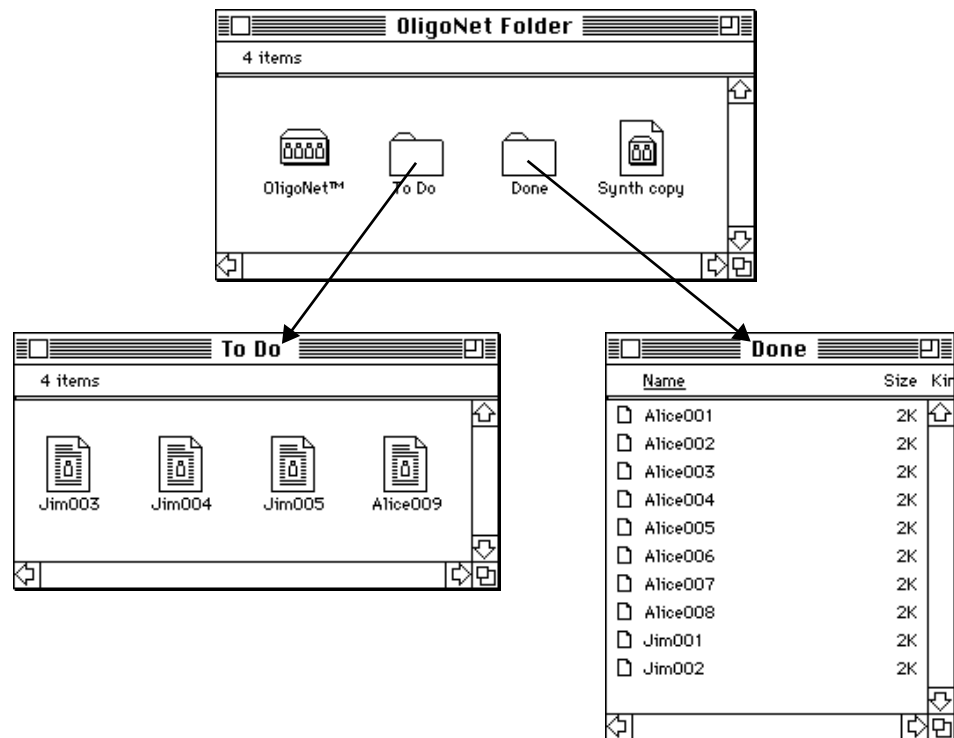 OligoNet Folder
4 items
OligoNet™ To Do Done Synth copy
To Do
4 items
Jim003 Jim004 Jim005 Alice009
Done
Name Size Kin
Alice001 2K
Alice002 2K
Alice003 2K
Alice004 2K
Alice005 2K
Alice006 2K
Alice007 2K
Alice008 2K
Jim001 2K
Jim002 2K